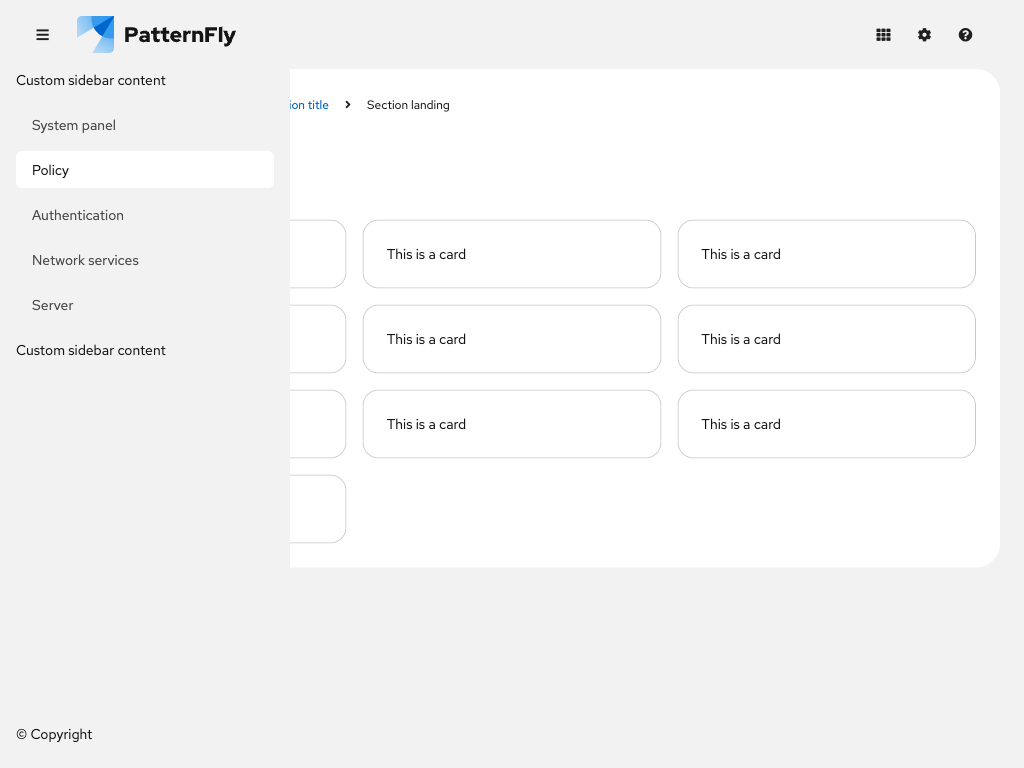 PatternFly
Custom sidebar content
System panel
Policy
Authentication
Network services
Server
Custom sidebar content
© Copyright
title
Section landing
This is a card
This is a card
This is a card
This is a card
This is a card
This is a card